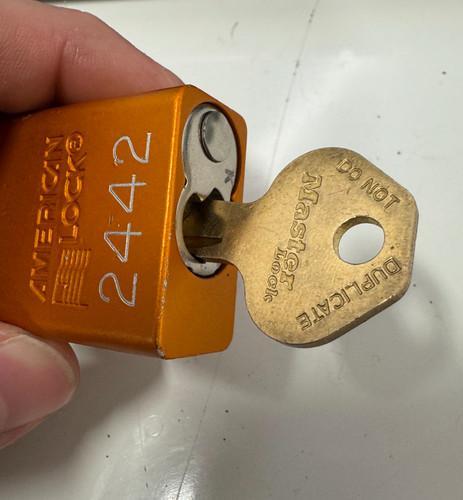 AMERICAN
LOCK®
2442
Master
Lock
DO NOT
DUPLICATE